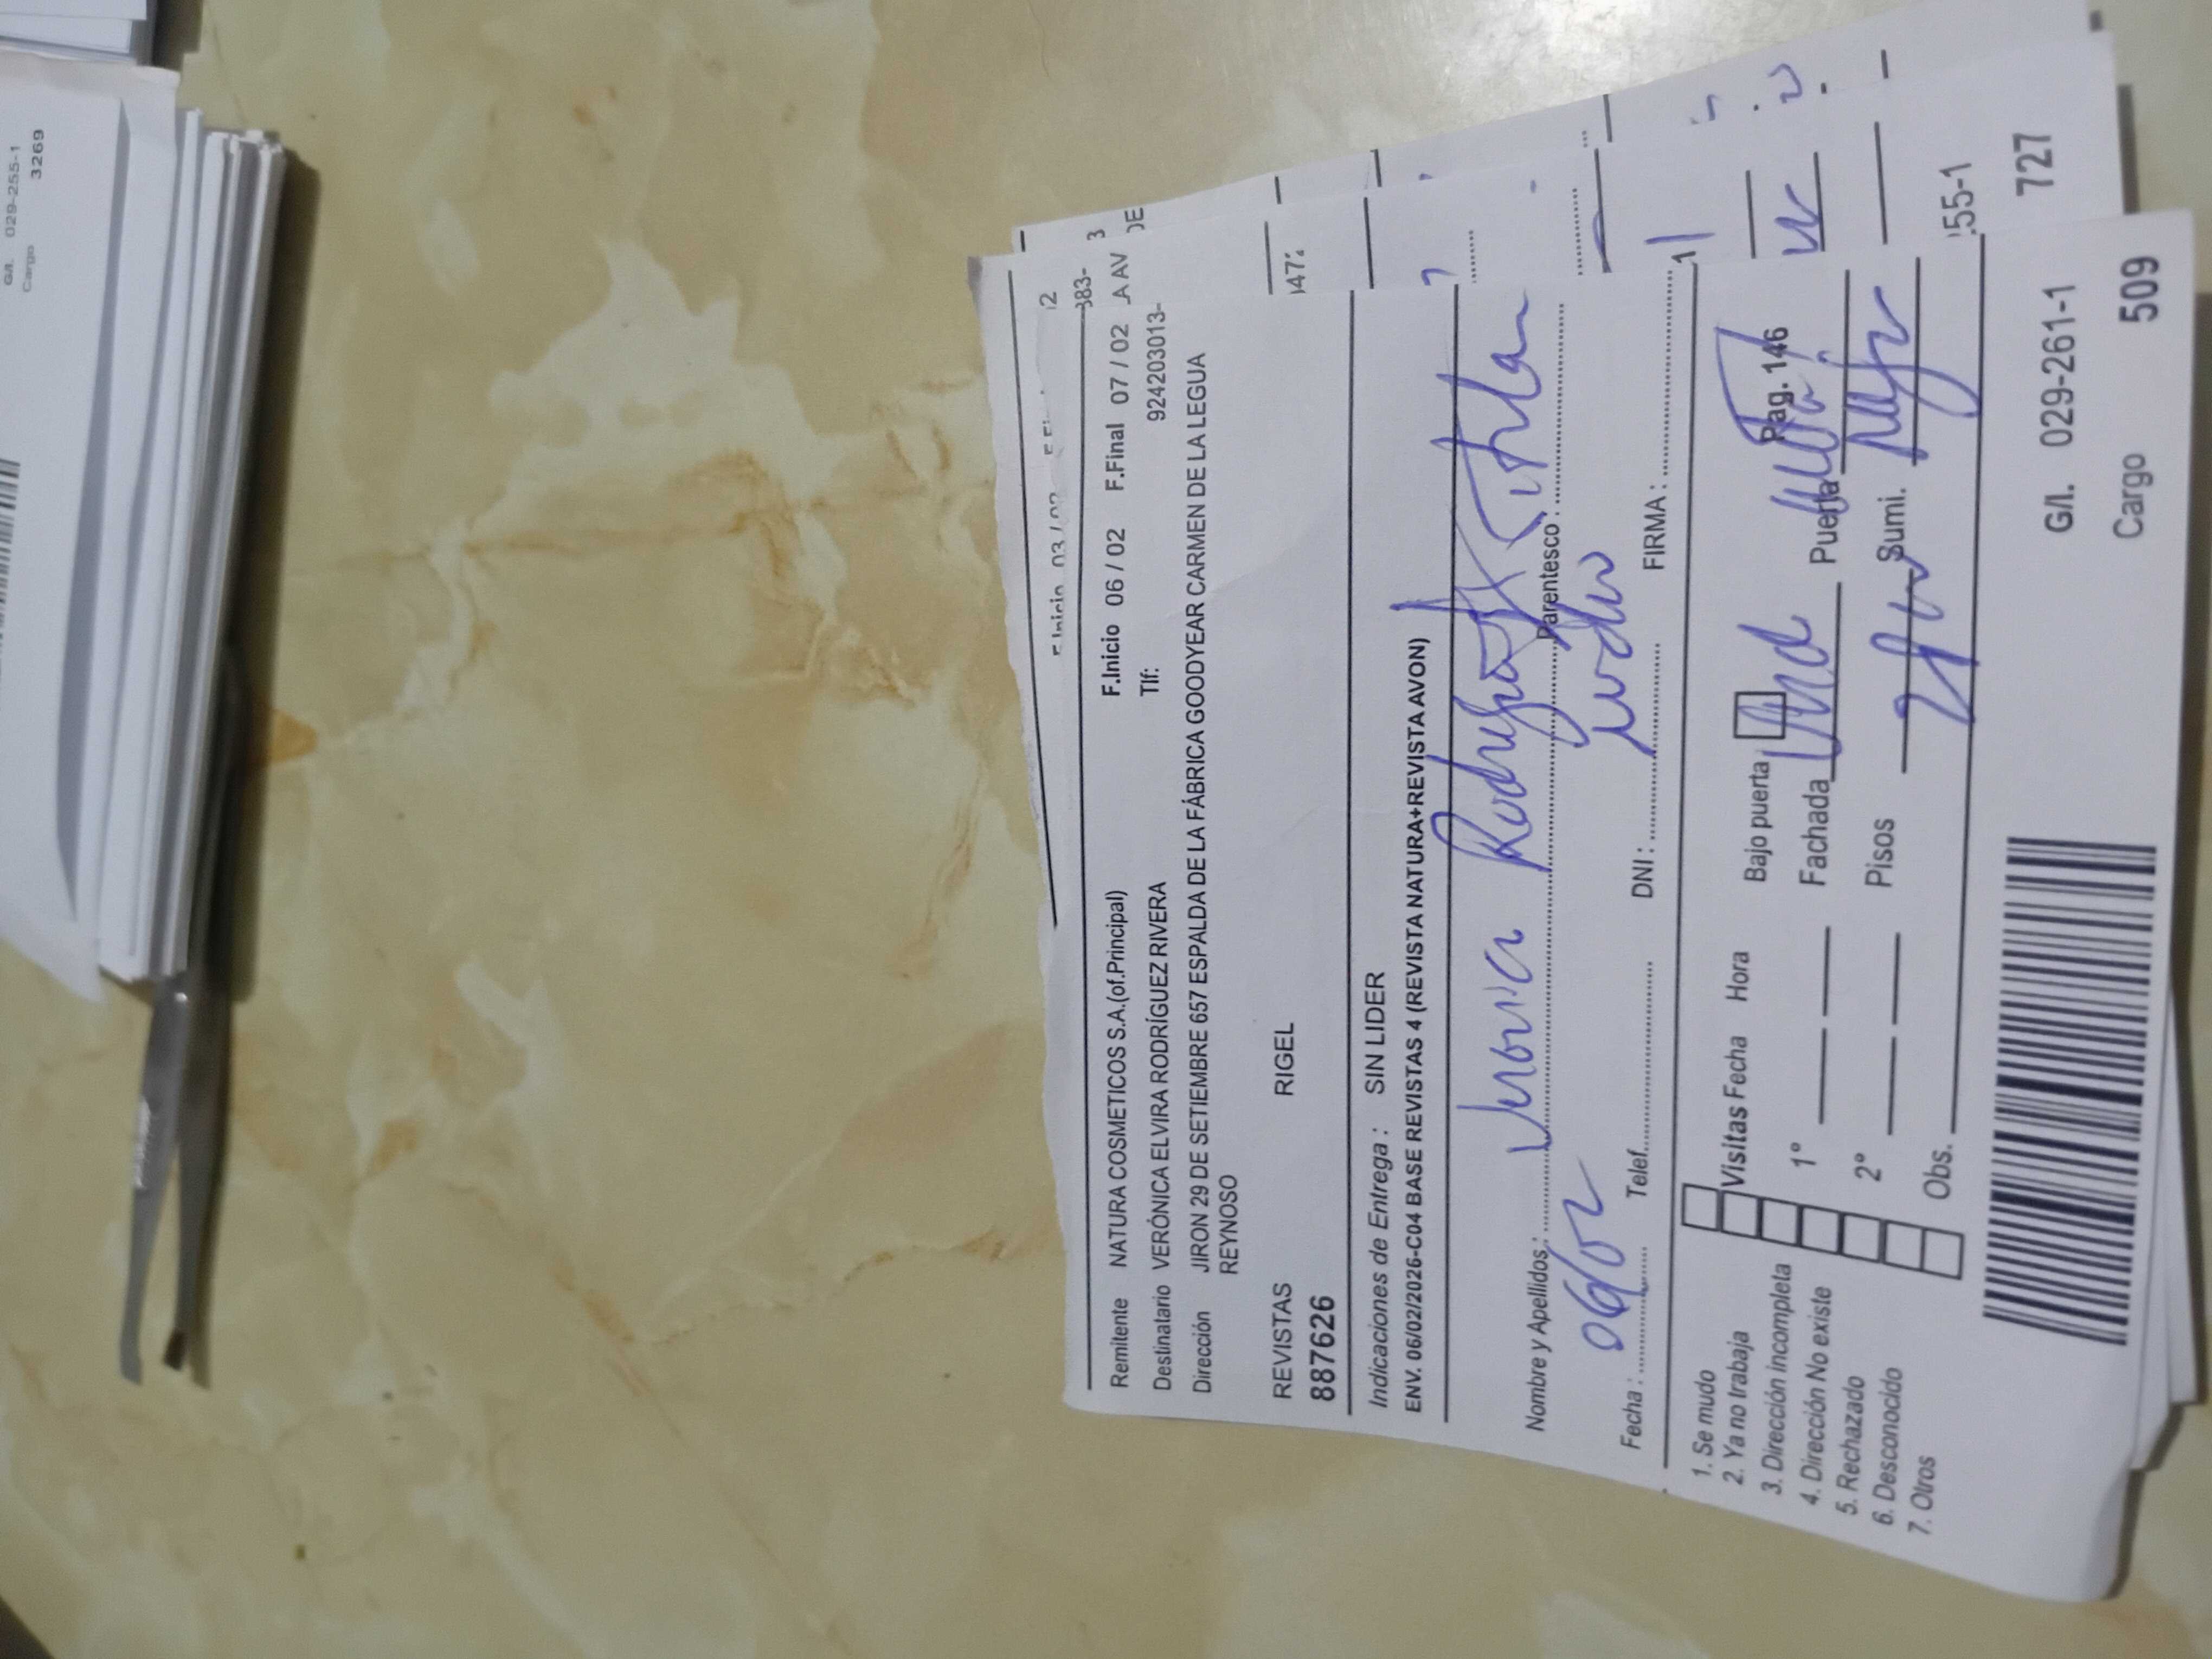 G/I. 029-255-1
Cargo 3269
F.Inicio 06 / 02 F.Final 07 / 02
Remitente NATURA COSMETICOS S.A.(of.Principal)
Tlf: 924203013-
Destinatario VERÓNICA ELVIRA RODRÍGUEZ RIVERA
Dirección JIRON 29 DE SETIEMBRE 657 ESPALDA DE LA FÁBRICA GOODYEAR CARMEN DE LA LEGUA
REYNOSO
REVISTAS RIGEL
887626
Indicaciones de Entrega : SIN LIDER
ENV. 06/02/2026-C04 BASE REVISTAS 4 (REVISTA NATURA+REVISTA AVON)
Nombre y Apellidos : Veronica Rodriguez Parentesco : Titular
Fecha : 06/02 Telef. DNI : FIRMA :
1. Se mudo
2. Ya no trabaja
3. Dirección incompleta
4. Dirección No existe
5. Rechazado
6. Desconocido
7. Otros
Visitas Fecha Hora Bajo puerta Pag. 146
1° Fachada Puerta
2° Pisos Sumi.
Obs.
G/I. 029-261-1
Cargo 509
55-1
727